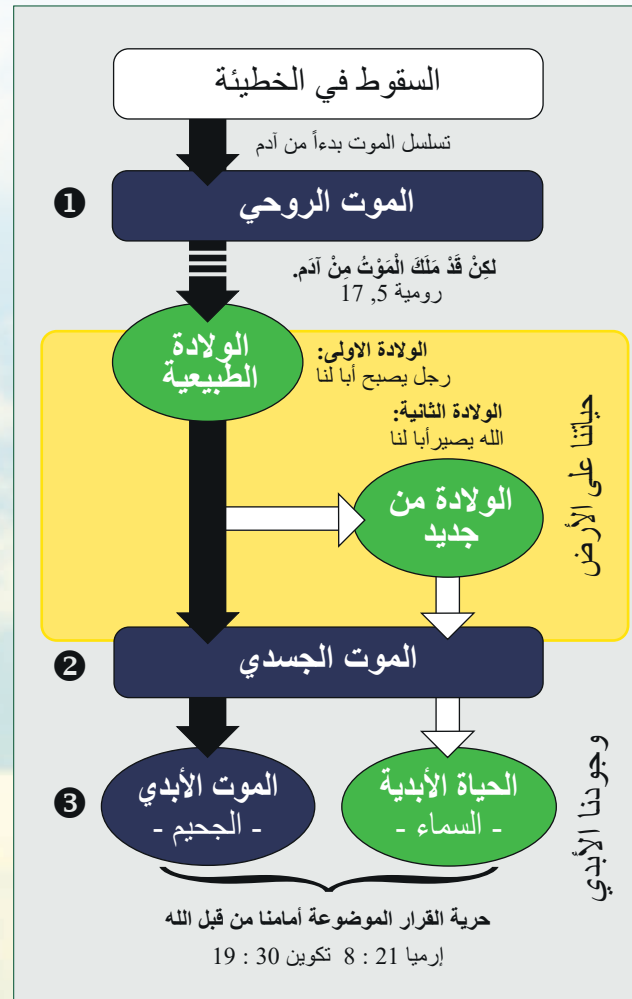 السقوط في الخطيئة
تسلسل الموت بدءاً من آدم
❶
الموت الروحي
لكِنْ قَدْ مَلَكَ الْمَوْتُ مِنْ آدَم.
رومية 5, 17
الولادة
الطبيعية
الولادة الاولى:
رجل يصبح أبا لنا
الولادة الثانية:
الله يصيرأبا لنا
الولادة من
جديد
حياتنا على الأرض
❷
الموت الجسدي
❸
الموت الأبدي
- الجحيم -
الحياة الأبدية
- السماء -
وجودنا الأبدي
حرية القرار الموضوعة أمامنا من قبل الله
إرميا 21 : 8 تكوين 30 : 19